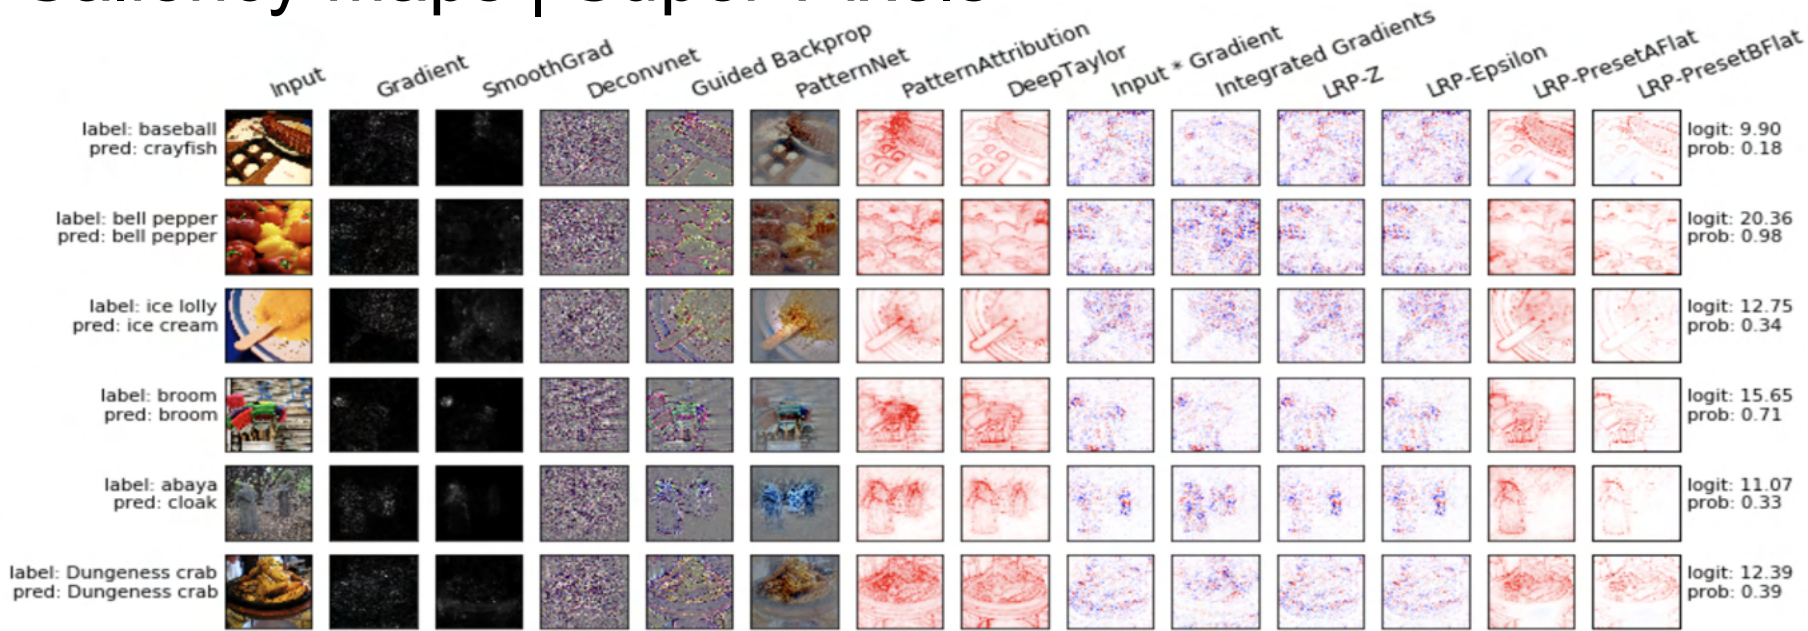 Saliency Maps | Super Pixels
Input Gradient SmoothGrad Deconvnet Guided Backprop PatternNet PatternAttribution DeepTaylor Input * Gradient Integrated Gradients LRP-Z LRP-Epsilon LRP-PresetAFlat LRP-PresetBFlat
label: baseball
pred: crayfish
logit: 9.90
prob: 0.18
label: bell pepper
pred: bell pepper
logit: 20.36
prob: 0.98
label: ice lolly
pred: ice cream
logit: 12.75
prob: 0.34
label: broom
pred: broom
logit: 15.65
prob: 0.71
label: abaya
pred: cloak
logit: 11.07
prob: 0.33
label: Dungeness crab
pred: Dungeness crab
logit: 12.39
prob: 0.39